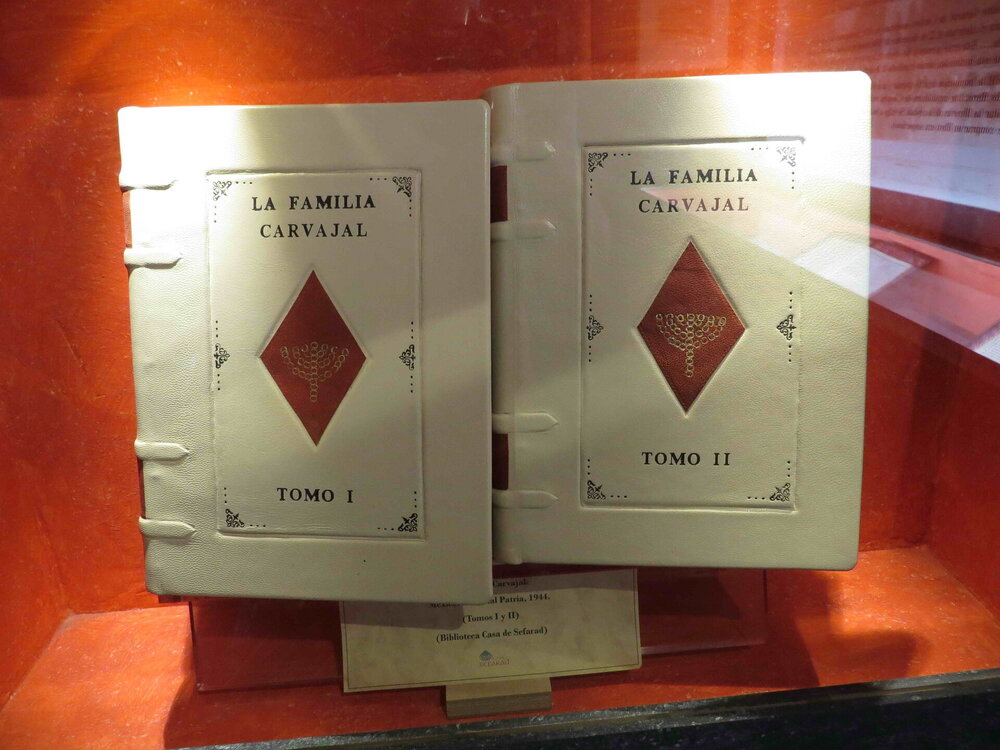 LA FAMILIA
CARVAJAL
TOMO I
LA FAMILIA
CARVAJAL
TOMO II
Carvajal:
Patria, 1944.
(Tomos I y II)
(Biblioteca Casa de Sefarad)